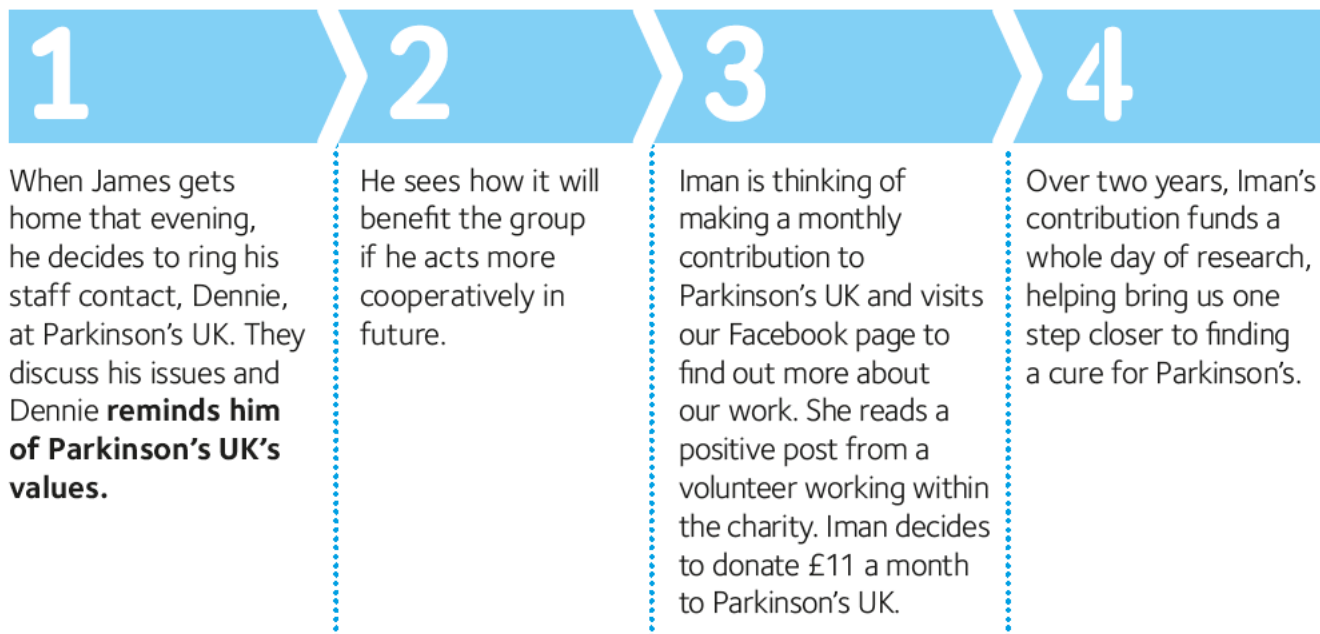 1
When James gets
home that evening,
he decides to ring his
staff contact, Dennie,
at Parkinson's UK. They
discuss his issues and
Dennie reminds him
of Parkinson's UK's
values.
2
He sees how it will
benefit the group
if he acts more
cooperatively in
future.
3
Iman is thinking of
making a monthly
contribution to
Parkinson's UK and visits
our Facebook page to
find out more about
our work. She reads a
positive post from a
volunteer working within
the charity. Iman decides
to donate £11 a month
to Parkinson's UK.
4
Over two years, Iman's
contribution funds a
whole day of research,
helping bring us one
step closer to finding
a cure for Parkinson's.